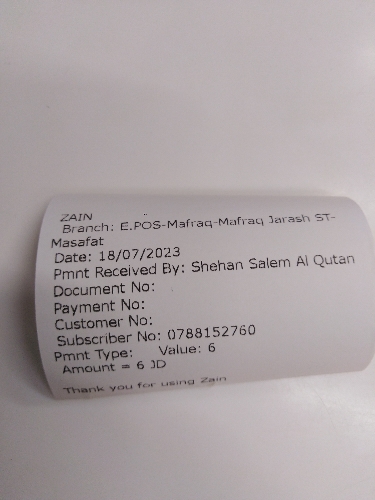 ZAIN
Branch: E.POS-Mafraq-Mafraq Jarash ST-
Masafat
Date: 18/07/2023
Pmnt Received By: Shehan Salem Al Qutan
Document No:
Payment No:
Customer No:
Subscriber No: 0788152760
Pmnt Type: Value: 6
Amount = 6 JD
Thank you for using Zain